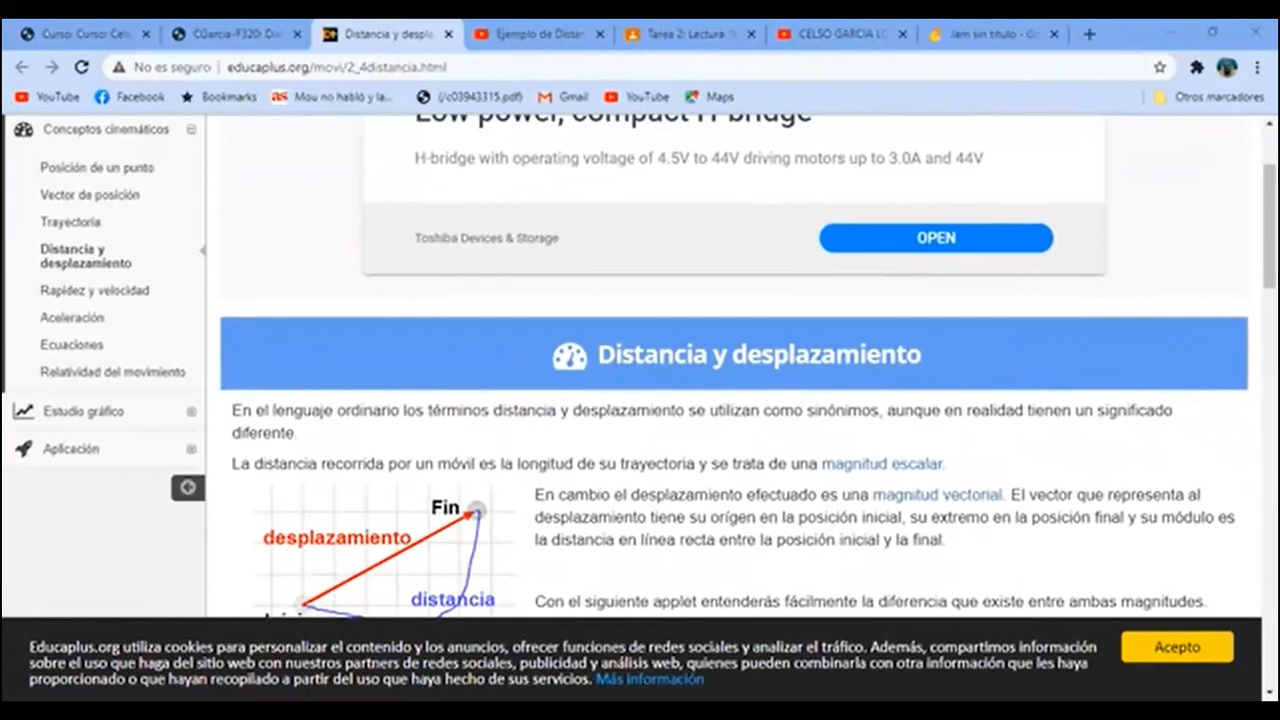 Curso: Curso: Cel
CGarcia-F320: Di
Distancia y despla
Ejemplo de Distan
Tarea 2: Lectura
CELSO GARCIA LO
Jam sin título - G
No es seguro | educaplus.org/movi/2_4distancia.html
YouTube
Facebook
Bookmarks
Mou no habló y la...
(/c03943315.pdf)
Gmail
YouTube
Maps
Otros marcadores
Conceptos cinemáticos
Posición de un punto
Vector de posición
Trayectoria
Distancia y
desplazamiento
Rapidez y velocidad
Aceleración
Ecuaciones
Relatividad del movimiento
Estudio gráfico
Aplicación
Low power, compact H-bridge
H-bridge with operating voltage of 4.5V to 44V driving motors up to 3.0A and 44V
Toshiba Devices & Storage
OPEN
Distancia y desplazamiento
En el lenguaje ordinario los términos distancia y desplazamiento se utilizan como sinónimos, aunque en realidad tienen un significado
diferente.
La distancia recorrida por un móvil es la longitud de su trayectoria y se trata de una magnitud escalar.
Fin
desplazamiento
distancia
En cambio el desplazamiento efectuado es una magnitud vectorial. El vector que representa al
desplazamiento tiene su orígen en la posición inicial, su extremo en la posición final y su módulo es
la distancia en línea recta entre la posición inicial y la final.
Con el siguiente applet entenderás fácilmente la diferencia que existe entre ambas magnitudes.
Educaplus.org utiliza cookies para personalizar el contenido y los anuncios, ofrecer funciones de redes sociales y analizar el tráfico. Además, compartimos información
sobre el uso que haga del sitio web con nuestros partners de redes sociales, publicidad y análisis web, quienes pueden combinarla con otra información que les haya
proporcionado o que hayan recopilado a partir del uso que haya hecho de sus servicios. Más información
Acepto